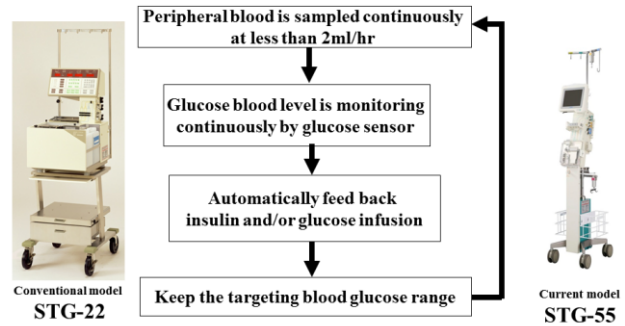 Peripheral blood is sampled continuously
at less than 2ml/hr
Glucose blood level is monitoring
continuously by glucose sensor
Automatically feed back
insulin and/or glucose infusion
Keep the targeting blood glucose range
Conventional model
STG-22
Current model
STG-55